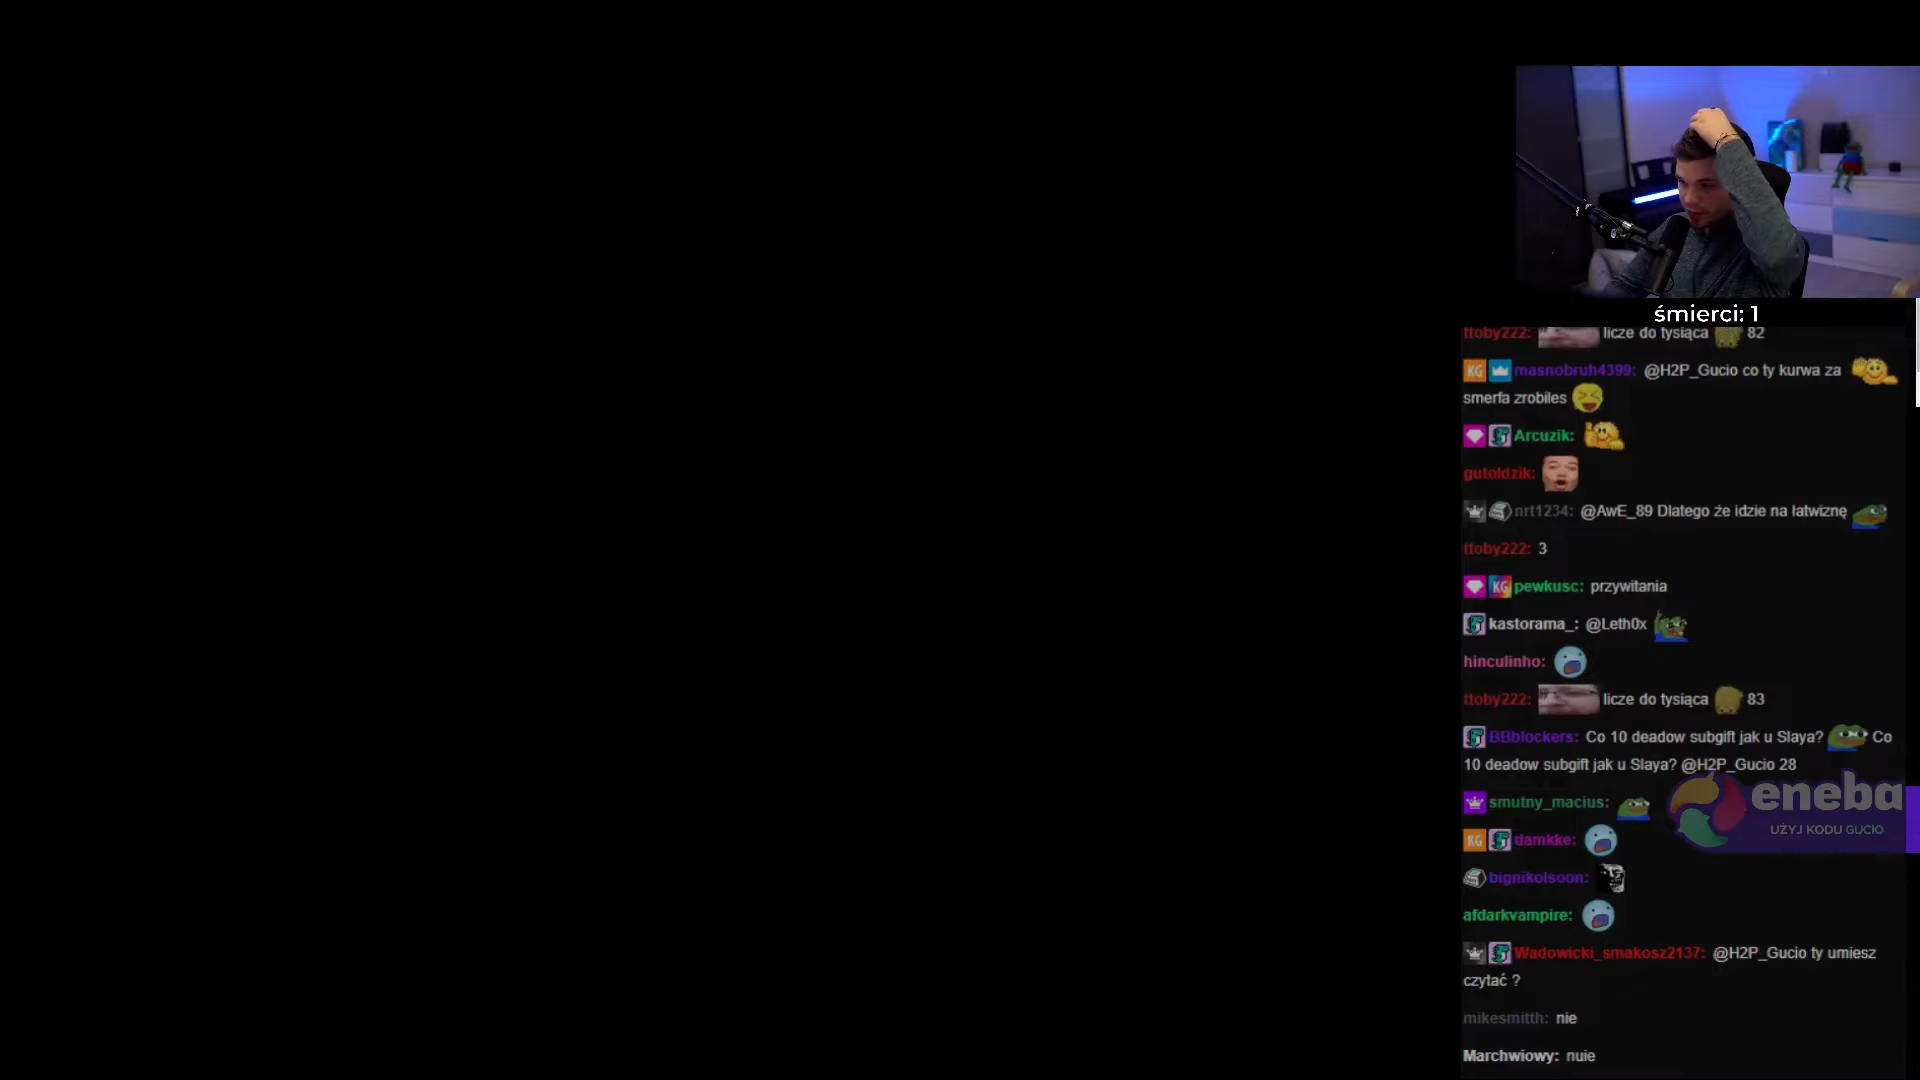 śmierci: 1
ttoby222: licze do tysiąca 82
KG masnobruh4399: @H2P_Gucio co ty kurwa za
smerfa zrobiles
Arcuzik:
gutoldzik:
nrt1234: @AwE_89 Dlatego że idzie na łatwiznę
ttoby222: 3
KG pewkusc: przywitania
kastorama_: @Leth0x
hinculinho:
ttoby222: licze do tysiąca 83
BBblockers: Co 10 deadow subgift jak u Slaya? Co
10 deadow subgift jak u Slaya? @H2P_Gucio 28
eneba
UŻYJ KODU GUCIO
smutny_macius:
KG damkke:
bignikolsoon:
afdarkvampire:
Wadowicki_smakosz2137: @H2P_Gucio ty umiesz
czytać ?
mikesmitth: nie
Marchwiowy: nuie